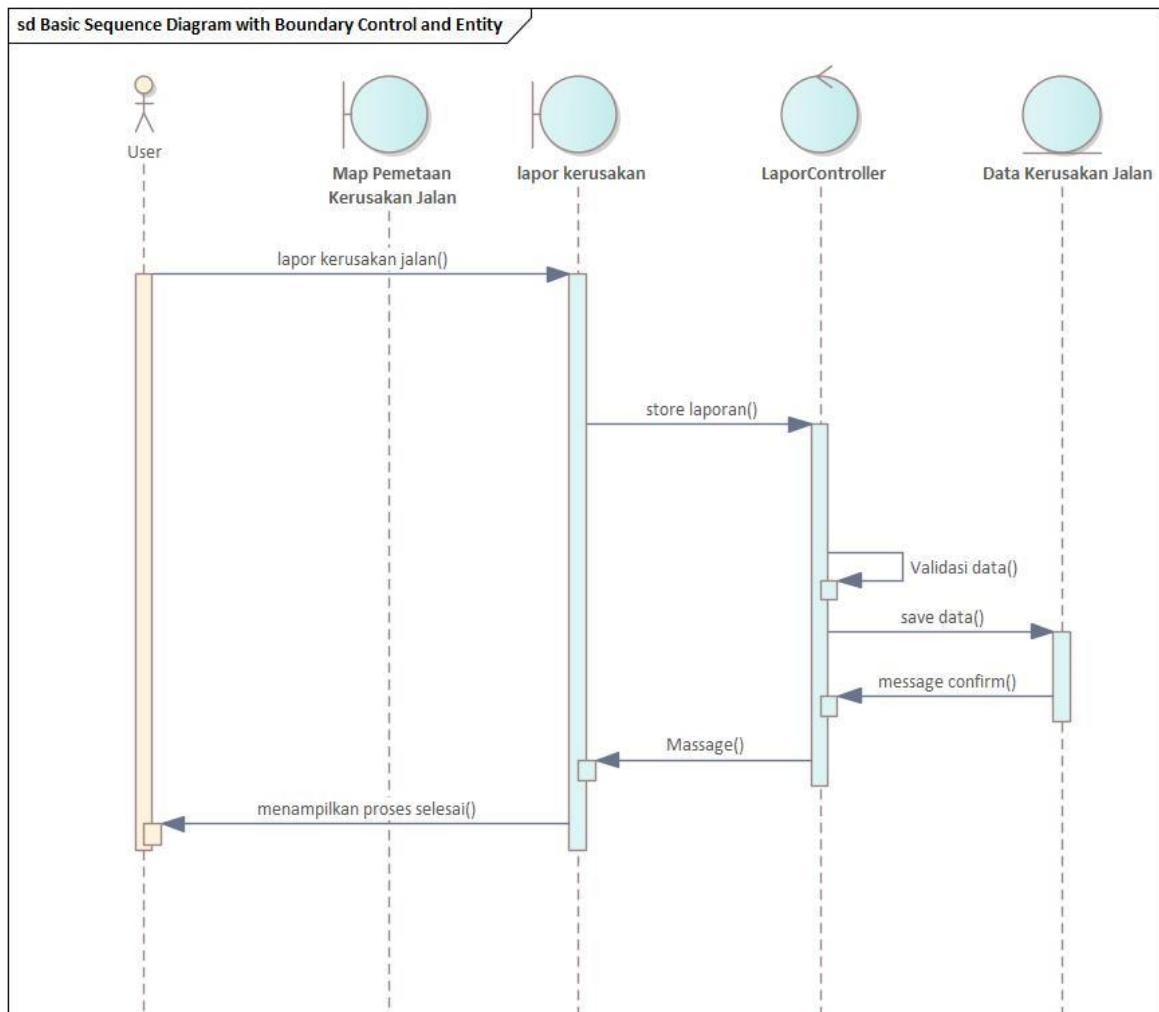 sd Basic Sequence Diagram with Boundary Control and Entity
User
Map Pemetaan
Kerusakan Jalan
lapor kerusakan
LaporController
Data Kerusakan Jalan
lapor kerusakan jalan()
store laporan()
Validasi data()
save data()
message confirm()
Massage()
menampilkan proses selesai()